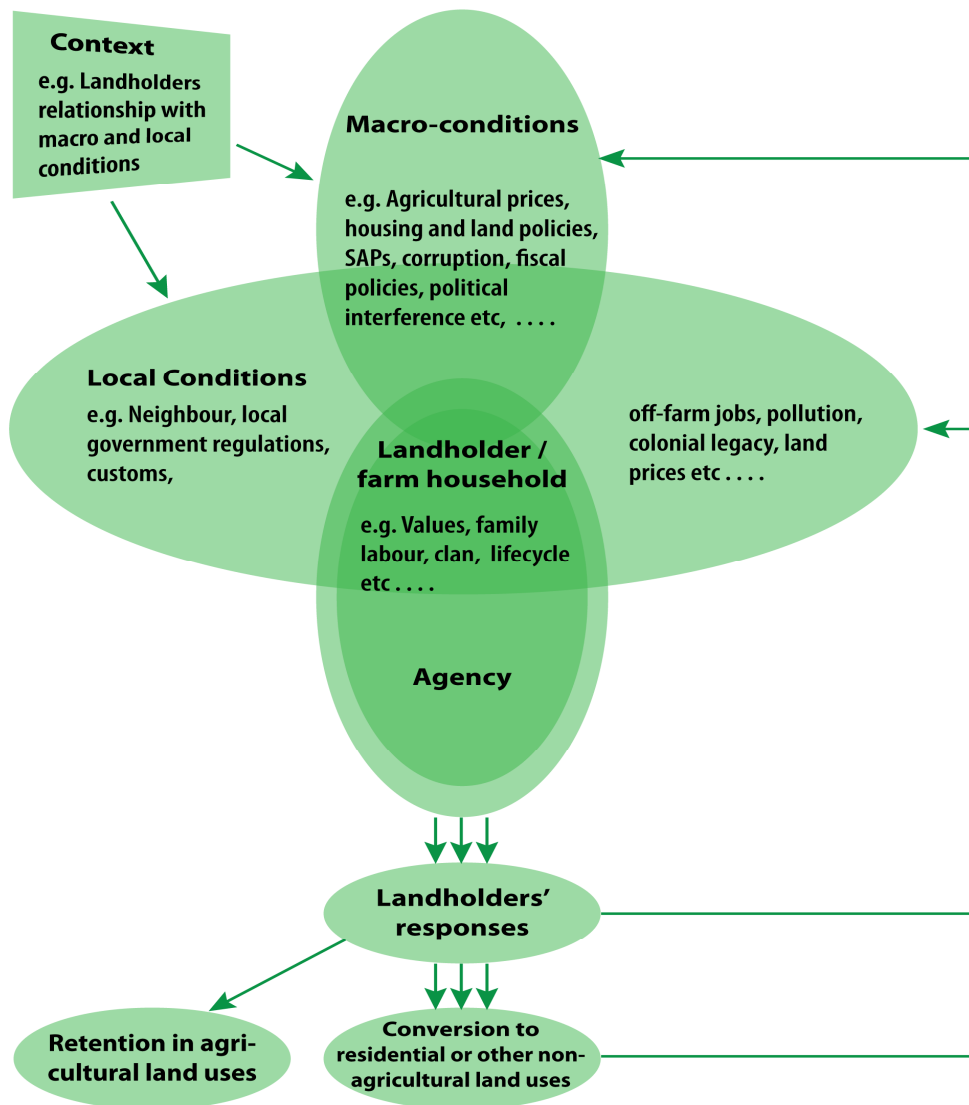 Context
e.g. Landholders
relationship with
macro and local
conditions
Macro-conditions
e.g. Agricultural prices,
housing and land policies,
SAPs, corruption, fiscal
policies, political
interference etc, . . . .
Local Conditions
e.g. Neighbour, local
government regulations,
customs,
off-farm jobs, pollution,
colonial legacy, land
prices etc . . . .
Landholder /
farm household
e.g. Values, family
labour, clan, lifecycle
etc . . . .
Agency
Landholders’
responses
Retention in agri-
cultural land uses
Conversion to
residential or other non-
agricultural land uses